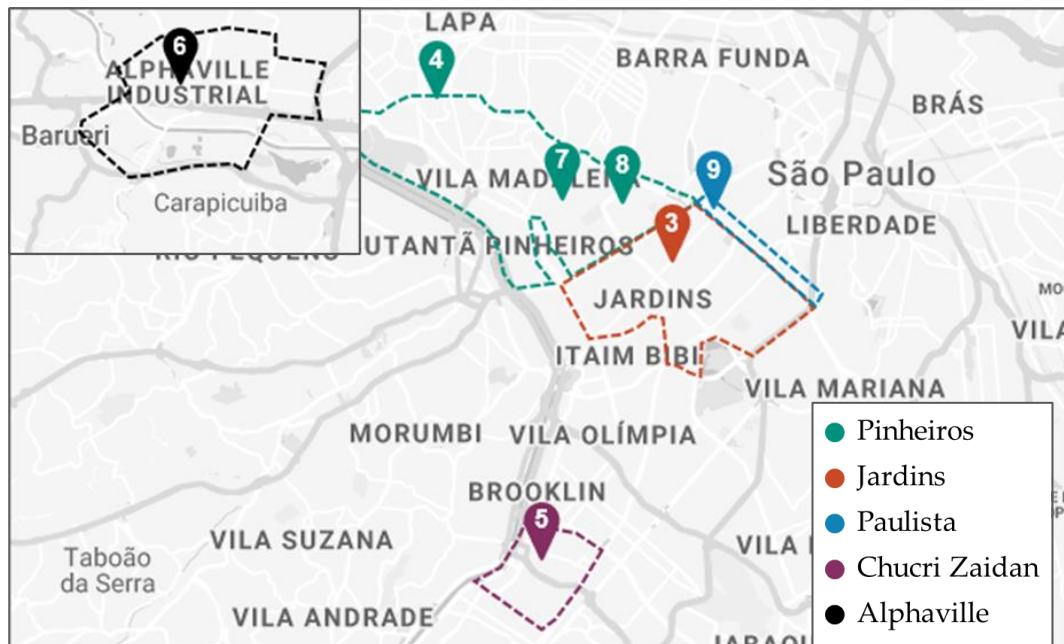 LAPA
6
4
BARRA FUNDA
ALPHAVILLE
INDUSTRIAL
BRÁS
Barueri
7
8
9
VILA MADALENA
São Paulo
Carapicuiba
3
LIBERDADE
UTANTÃ
PINHEIROS
JARDINS
ITAIM BIBI
VILA MARIANA
MORUMBI
VILA OLÍMPIA
Pinheiros
Jardins
BROOKLIN
5
Paulista
VILA SUZANA
Taboão
da Serra
Chucri Zaidan
VILA ANDRADE
Alphaville